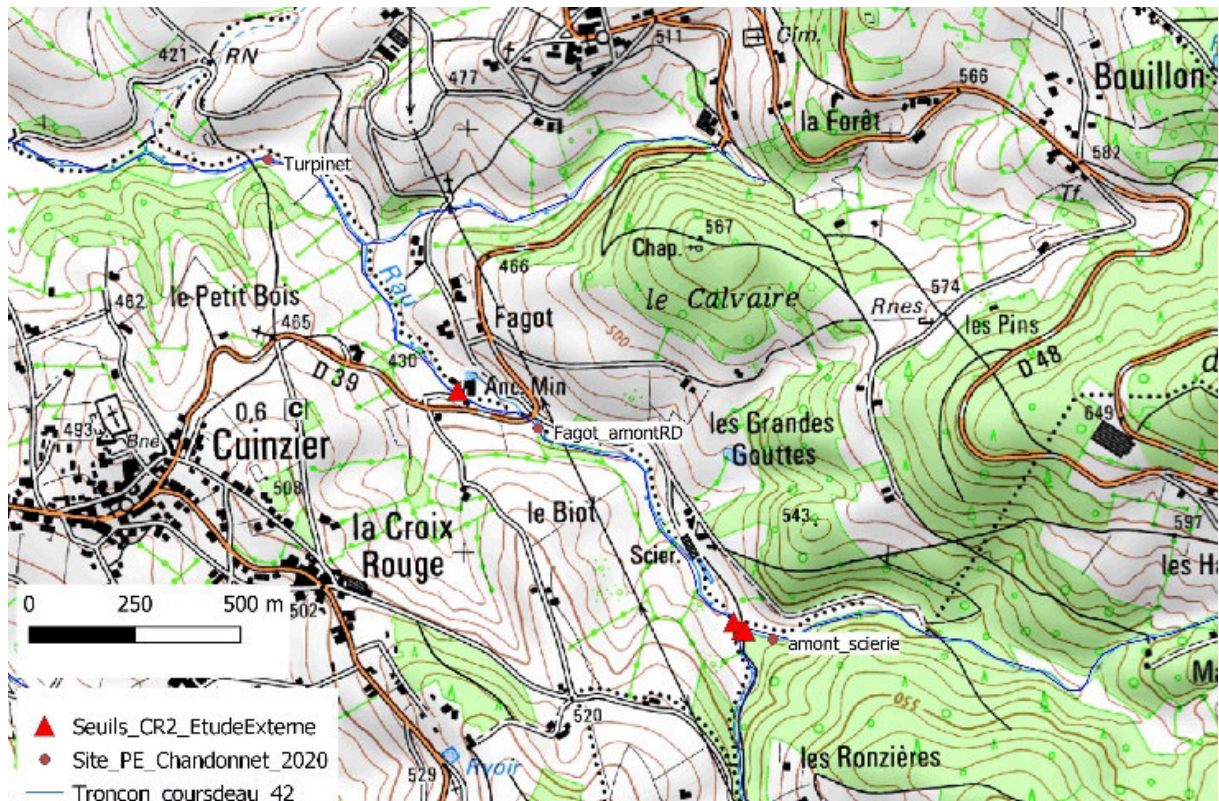 421
RN
477
511
Cim.
566
Bouillon
la Forêt
582
Turpinet
Tf.
Chap.
567
466
le Calvaire
Rau
462
le Petit Bois
465
Fagot
500
Rnes.
574
les Pins
430
D 39
Anc. Min
D 48
d
0,6
Cl
493
Bne
Cuinzier
Fagot_amontRD
les Grandes
Gouttes
649
508
le Biot
la Croix
Rouge
543
Scier.
597
les Ha
0 250 500 m
502
amont_scierie
Ma
550
520
Seuils_CR2_EtudeExterne
Site_PE_Chandonnet_2020
Rvoir
529
les Ronzières
Troncon_coursdeau_42